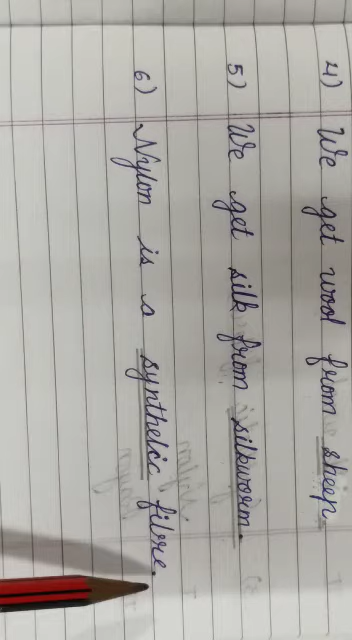 4) We get wool from sheep
5) We get silk from silkworm.
6) Nylon is a synthetic fibre.